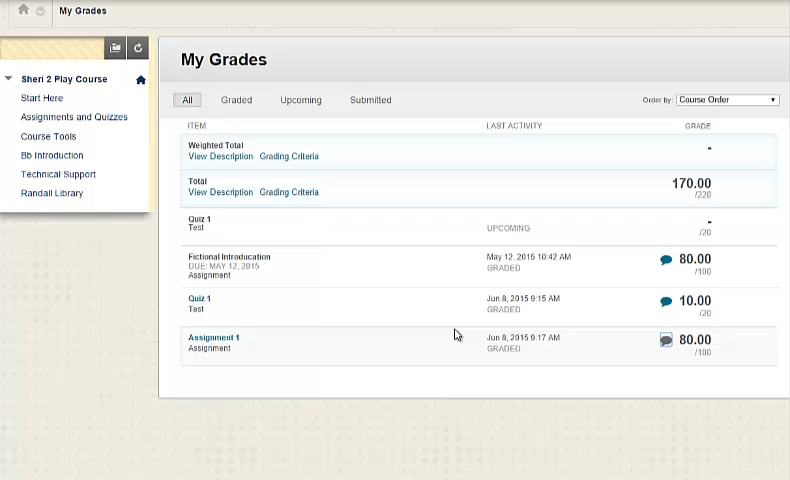 My Grades
Sheri 2 Play Course
Start Here
Assignments and Quizzes
Course Tools
Bb Introduction
Technical Support
Randall Library
My Grades
All Graded Upcoming Submitted Order by: Course Order
ITEM LAST ACTIVITY GRADE
Weighted Total -
View Description Grading Criteria
Total 170.00
View Description Grading Criteria /220
Quiz 1 -
Test UPCOMING /20
Fictional Introducation May 12, 2015 10:42 AM 80.00
DUE: MAY 12, 2015 GRADED /100
Assignment
Quiz 1 Jun 8, 2015 9:15 AM 10.00
Test GRADED /20
Assignment 1 Jun 8, 2015 9:17 AM 80.00
Assignment GRADED /100